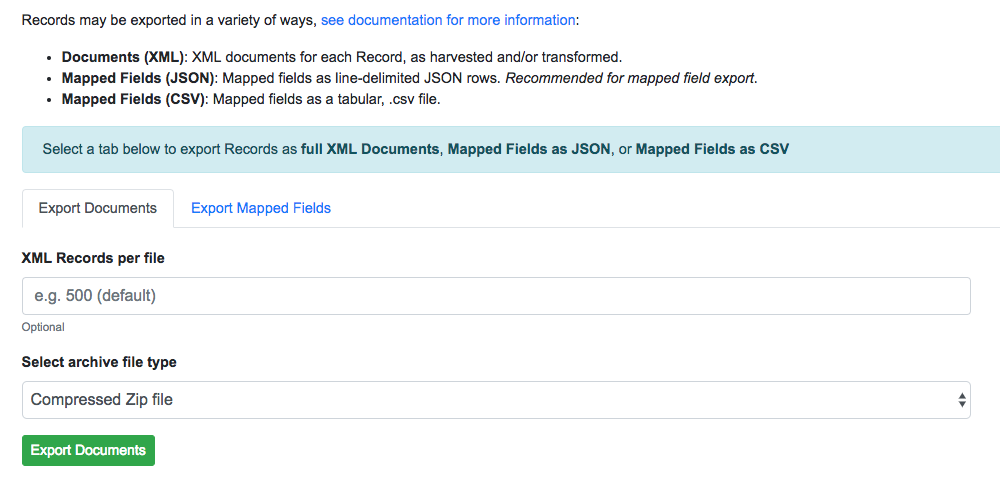 Records may be exported in a variety of ways, see documentation for more information:
• Documents (XML): XML documents for each Record, as harvested and/or transformed.
• Mapped Fields (JSON): Mapped fields as line-delimited JSON rows. Recommended for mapped field export.
• Mapped Fields (CSV): Mapped fields as a tabular, .csv file.
Select a tab below to export Records as full XML Documents, Mapped Fields as JSON, or Mapped Fields as CSV
Export Documents Export Mapped Fields
XML Records per file
e.g. 500 (default)
Optional
Select archive file type
Compressed Zip file
Export Documents